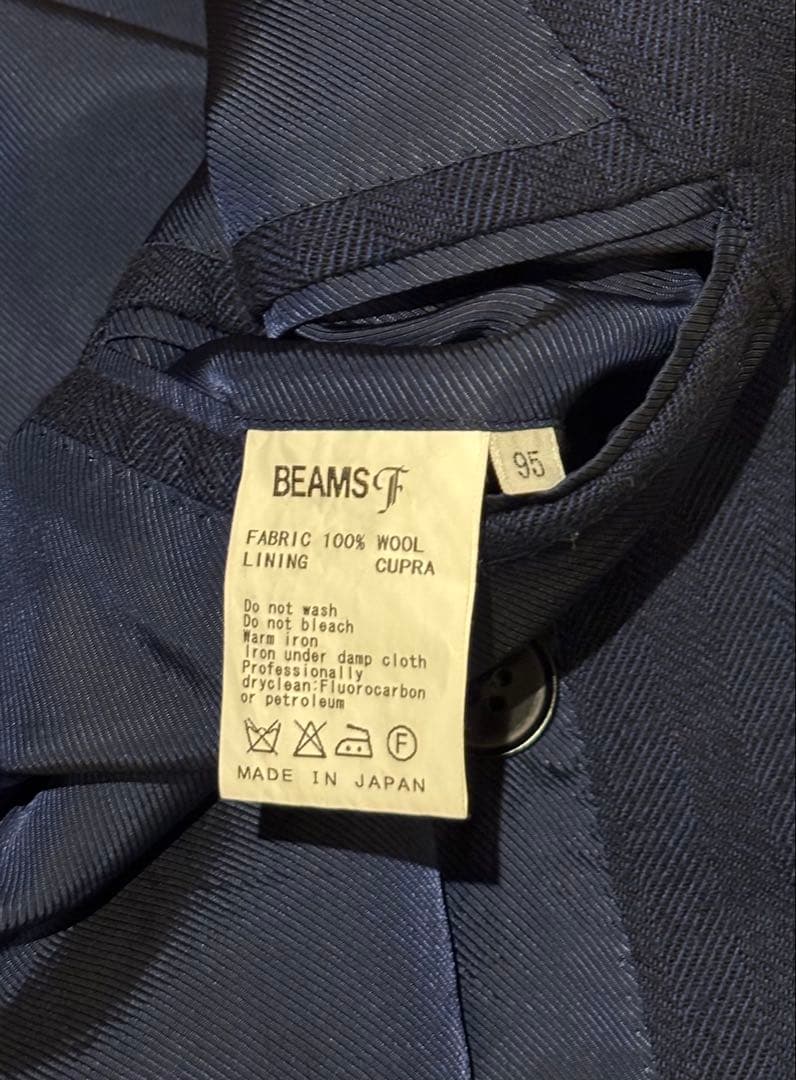 BEAMS F
95
FABRIC 100% WOOL
LINING CUPRA
Do not wash
Do not bleach
Warm iron
Iron under damp cloth
Professionally
dryclean:Fluorocarbon
or petroleum
F
MADE IN JAPAN